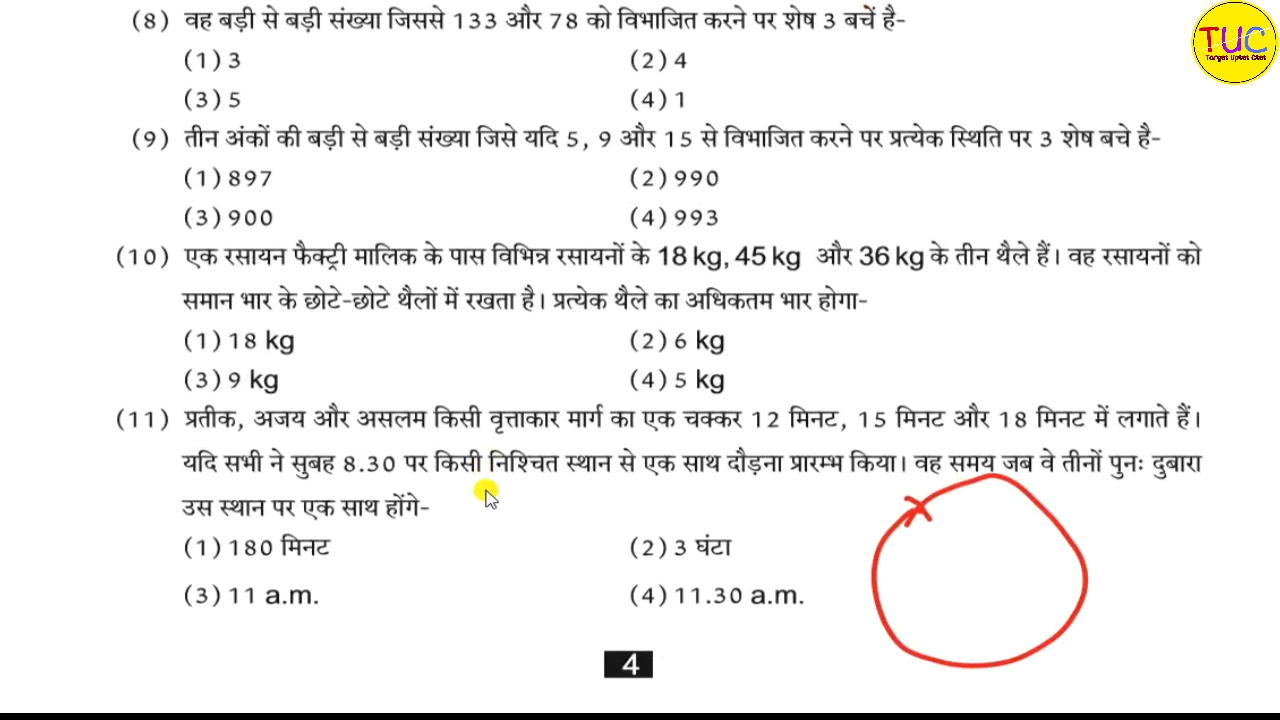 (8) वह बड़ी से बड़ी संख्या जिससे 133 और 78 को विभाजित करने पर शेष 3 बचें है-
TUC
Target Uptet Ctet
(1) 3 (2) 4
(3) 5 (4) 1
(9) तीन अंकों की बड़ी से बड़ी संख्या जिसे यदि 5, 9 और 15 से विभाजित करने पर प्रत्येक स्थिति पर 3 शेष बचे है-
(1) 897 (2) 990
(3) 900 (4) 993
(10) एक रसायन फैक्ट्री मालिक के पास विभिन्न रसायनों के 18 kg, 45 kg और 36 kg के तीन थैले हैं। वह रसायनों को
समान भार के छोटे-छोटे थैलों में रखता है। प्रत्येक थैले का अधिकतम भार होगा-
(1) 18 kg (2) 6 kg
(3) 9 kg (4) 5 kg
(11) प्रतीक, अजय और असलम किसी वृत्ताकार मार्ग का एक चक्कर 12 मिनट, 15 मिनट और 18 मिनट में लगाते हैं।
यदि सभी ने सुबह 8.30 पर किसी निश्चित स्थान से एक साथ दौड़ना प्रारम्भ किया। वह समय जब वे तीनों पुनः दुबारा
उस स्थान पर एक साथ होंगे-
(1) 180 मिनट (2) 3 घंटा
(3) 11 a.m. (4) 11.30 a.m.
4